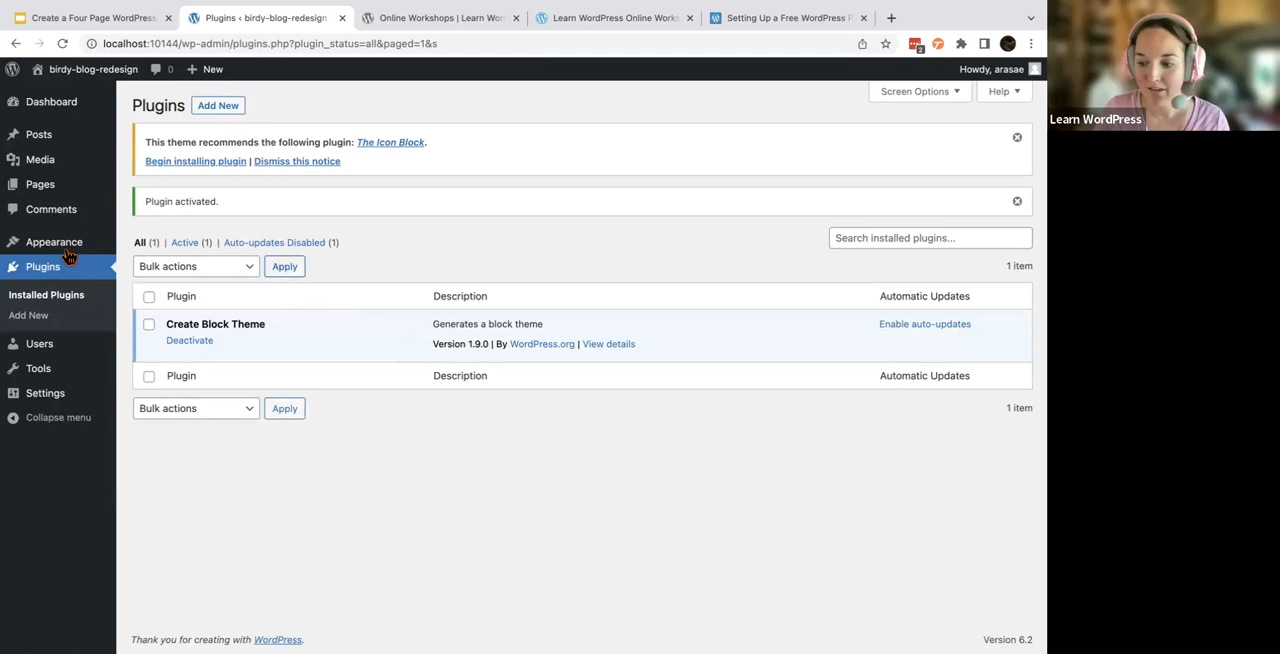 Create a Four Page WordPress
Plugins ‹ birdy-blog-redesign -
Online Workshops | Learn Wor
Learn WordPress Online Works
Setting Up a Free WordPress P
localhost:10144/wp-admin/plugins.php?plugin_status=all&paged=1&s
2
birdy-blog-redesign
0
New
Howdy, arasae
Dashboard
Posts
Media
Pages
Comments
Appearance
Plugins
Installed Plugins
Add New
Users
Tools
Settings
Collapse menu
Screen Options
Help
Plugins
Add New
This theme recommends the following plugin: The Icon Block.
Begin installing plugin | Dismiss this notice
Plugin activated.
All (1) | Active (1) | Auto-updates Disabled (1)
Search installed plugins...
Bulk actions
Apply
1 item
Plugin Description Automatic Updates
Create Block Theme Generates a block theme Enable auto-updates
Deactivate Version 1.9.0 | By WordPress.org | View details
Plugin Description Automatic Updates
Bulk actions
Apply
1 item
Thank you for creating with WordPress.
Version 6.2
Learn WordPress